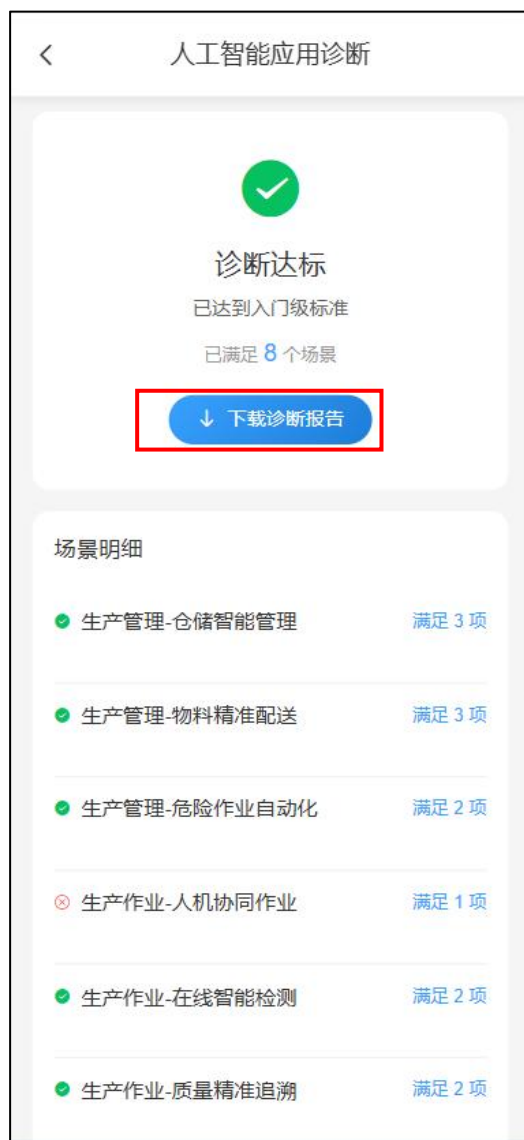 人工智能应用诊断
诊断达标
已达到入门级标准
已满足 8 个场景
下载诊断报告
场景明细
生产管理-仓储智能管理 满足 3 项
生产管理-物料精准配送 满足 3 项
生产管理-危险作业自动化 满足 2 项
生产作业-人机协同作业 满足 1 项
生产作业-在线智能检测 满足 2 项
生产作业-质量精准追溯 满足 2 项